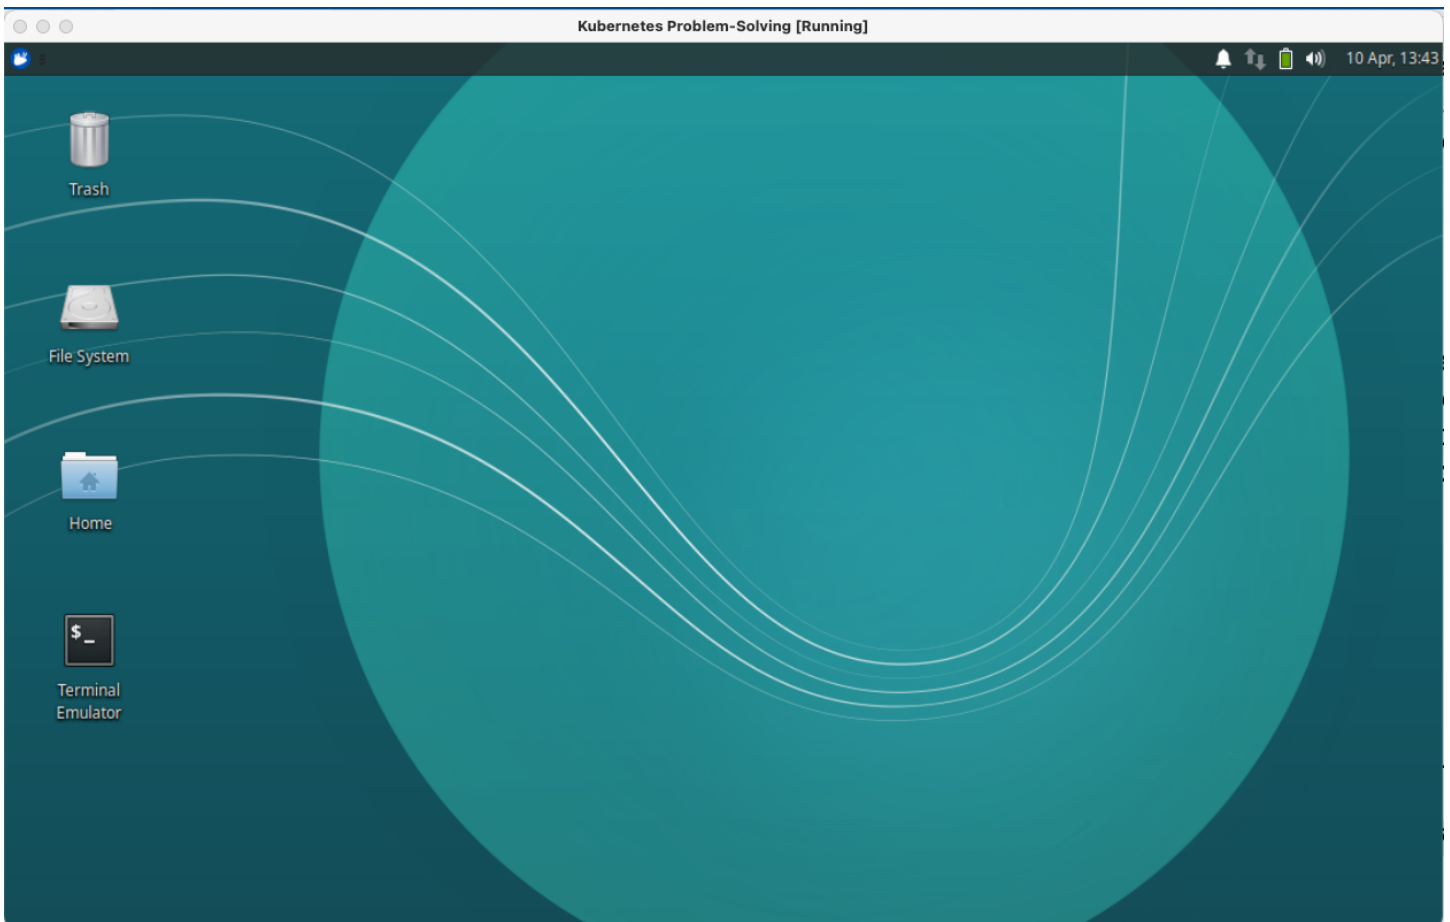 Kubernetes Problem-Solving [Running]
10 Apr, 13:43
Trash
File System
Home
$_
Terminal
Emulator